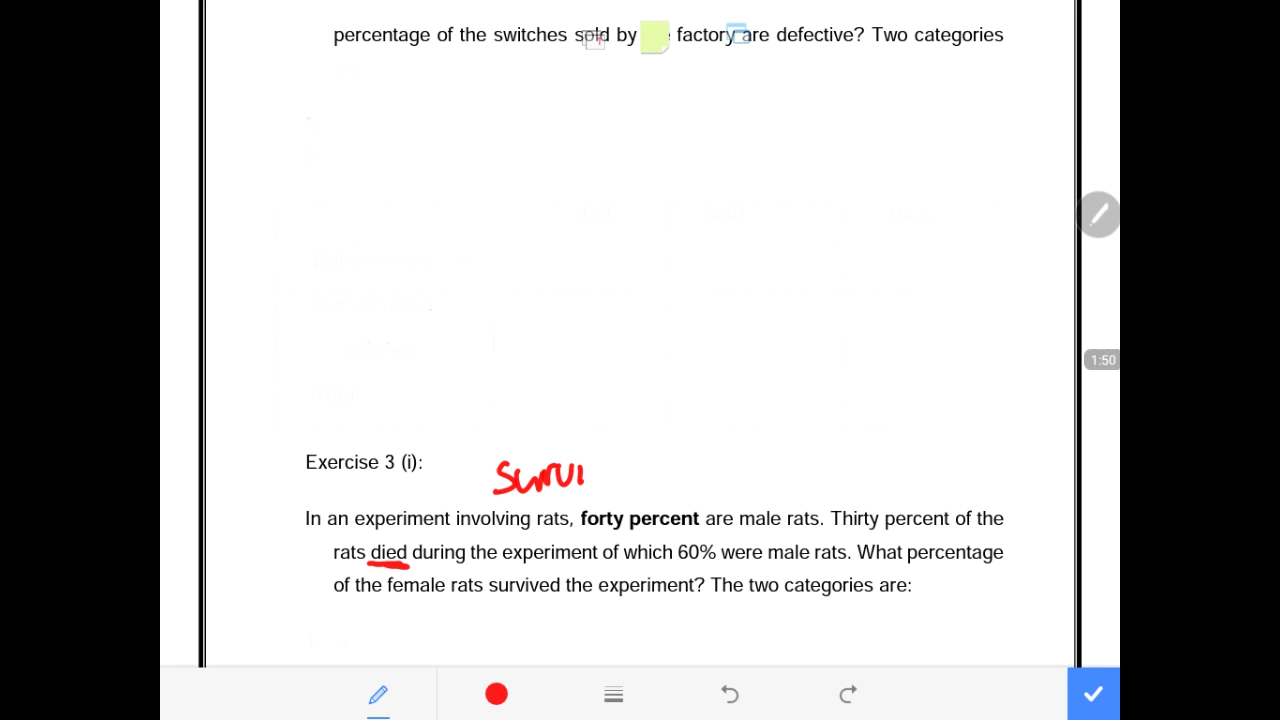 percentage of the switches sold by factory are defective? Two categories
1:50
Exercise 3 (i):
In an experiment involving rats, forty percent are male rats. Thirty percent of the
rats died during the experiment of which 60% were male rats. What percentage
of the female rats survived the experiment? The two categories are: